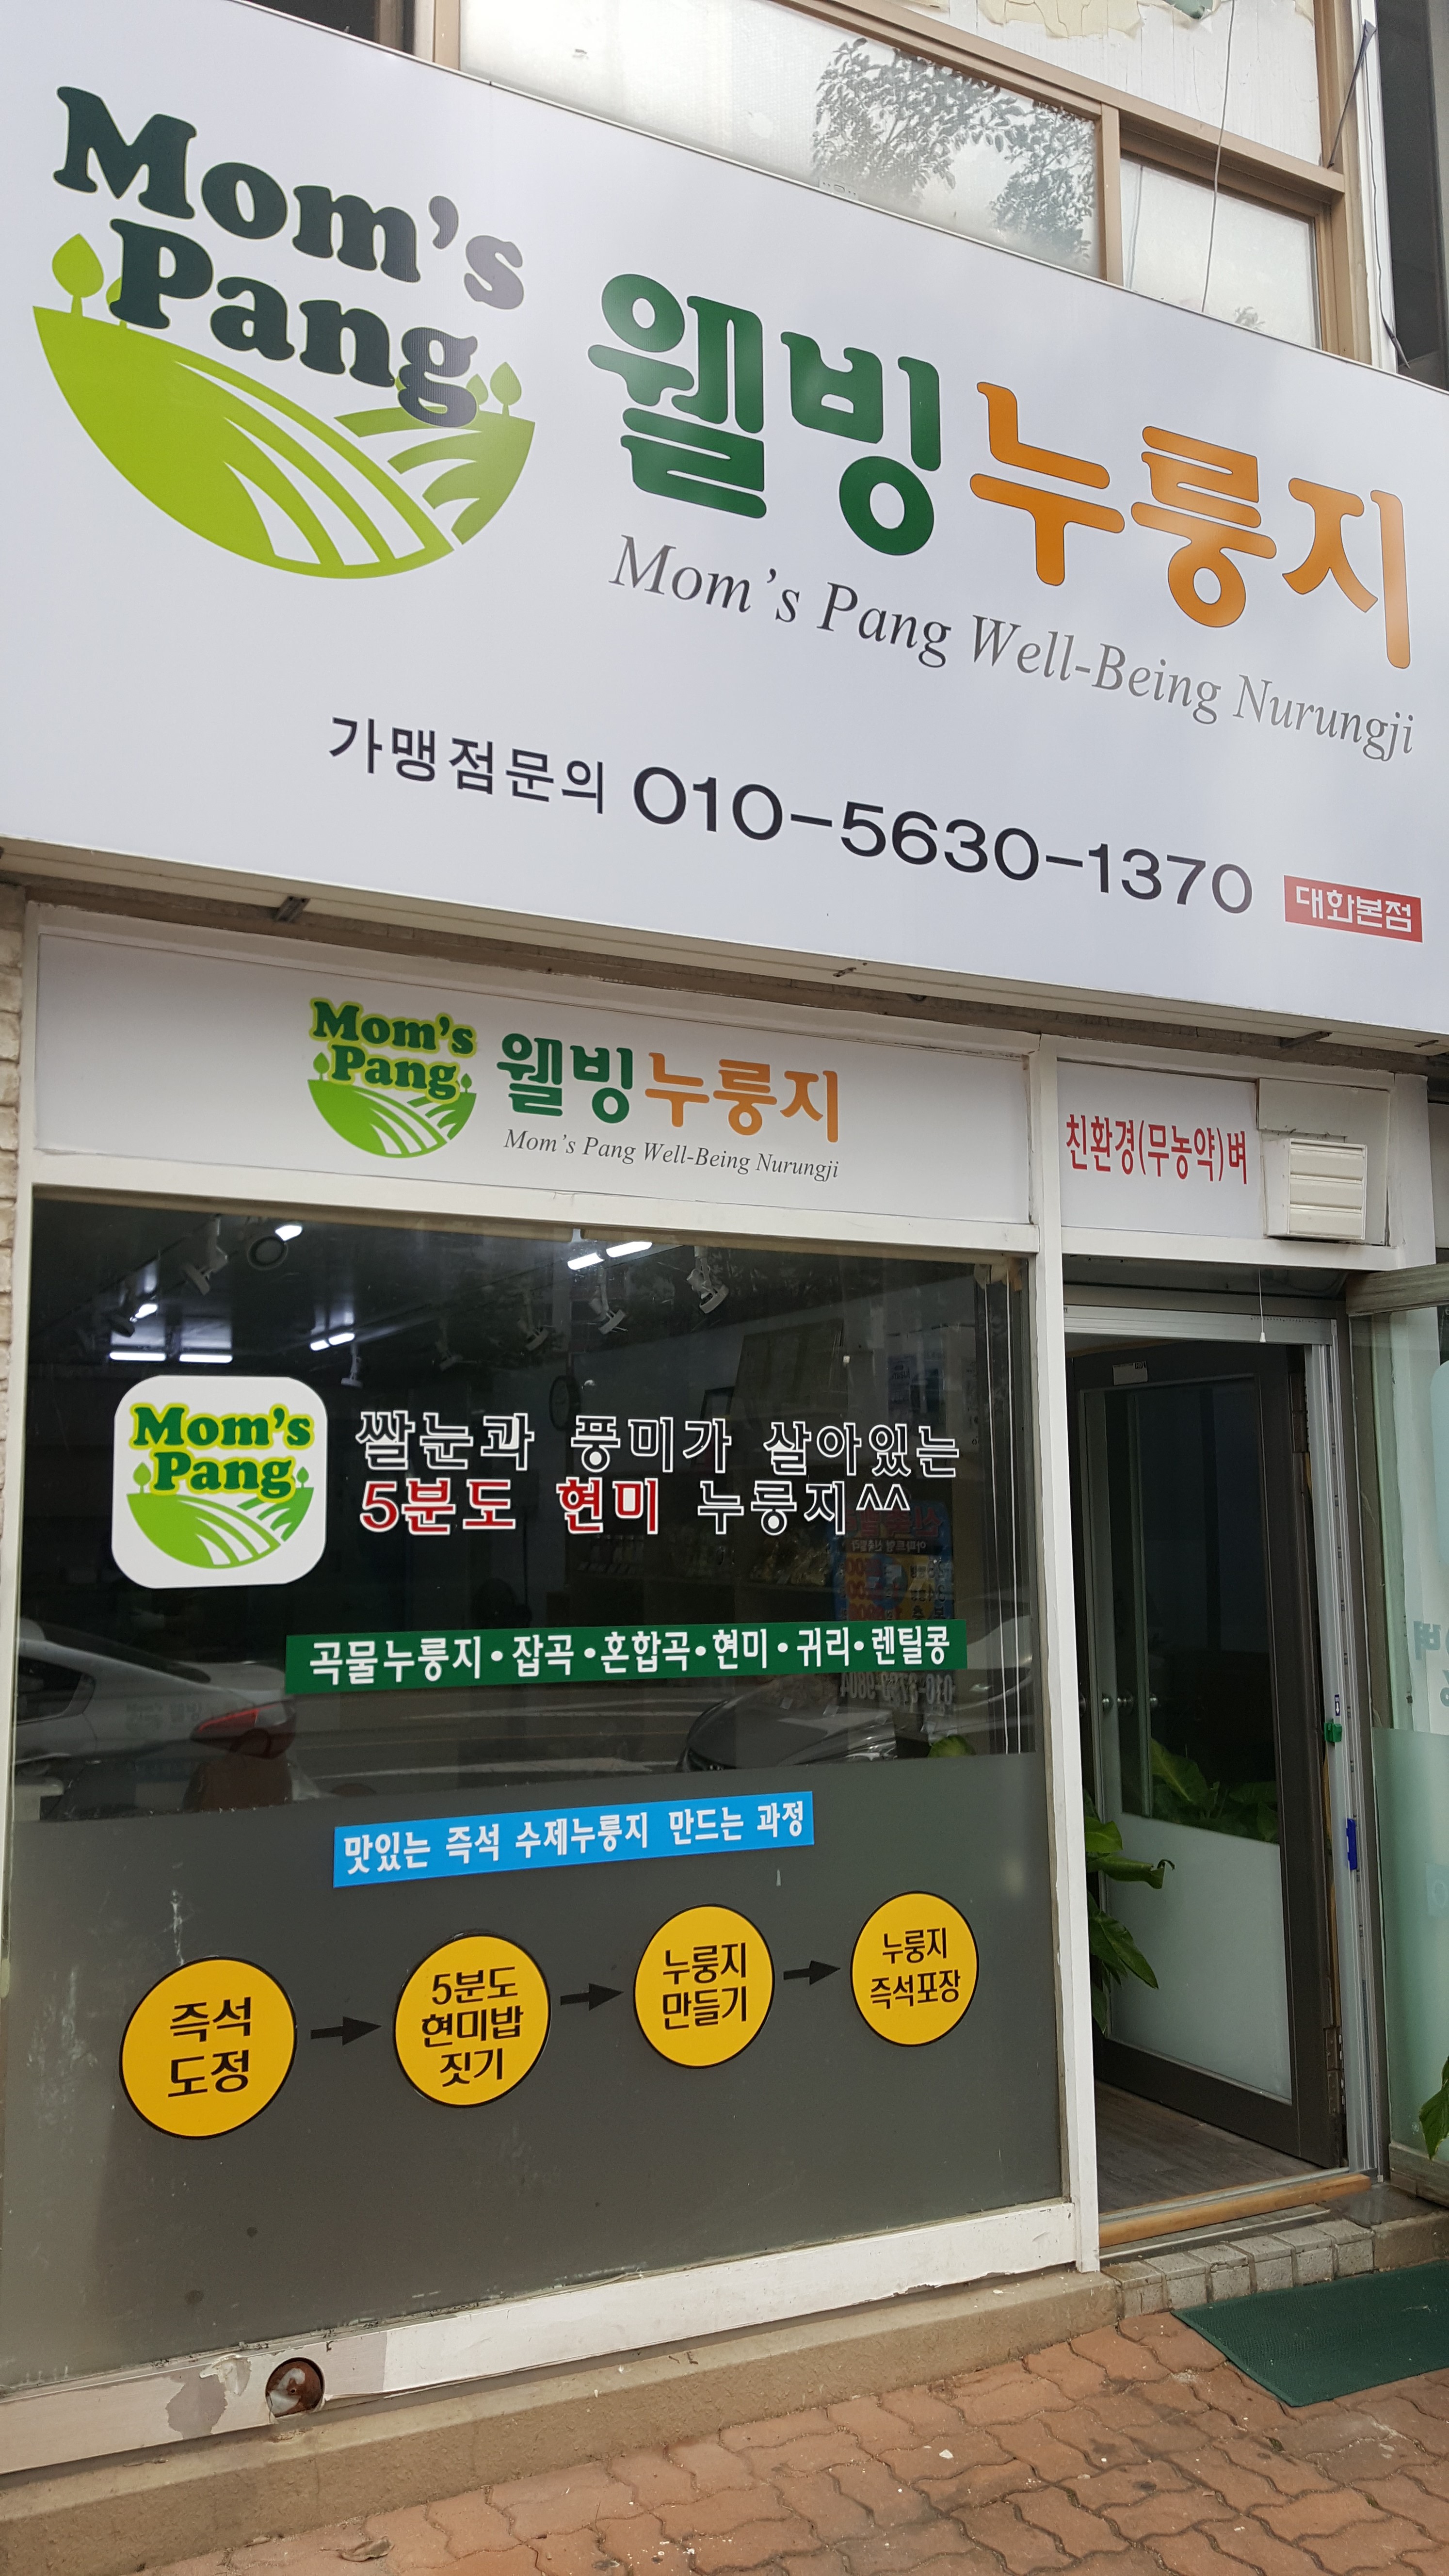 Mom's
Pang
웰빙누룽지
Mom's Pang Well-Being Nurungji
가맹점문의 010-5630-1370
대화본점
Mom's
Pang
웰빙누룽지
Mom's Pang Well-Being Nurungji
친환경(무농약)벼
Mom's
Pang
쌀눈과 풍미가 살아있는
5분도 현미 누룽지^^
곡물누룽지•잡곡•혼합곡•현미•귀리•렌틸콩
맛있는 즉석 수제누룽지 만드는 과정
즉석
도정
5분도
현미밥
짓기
누룽지
만들기
누룽지
즉석포장